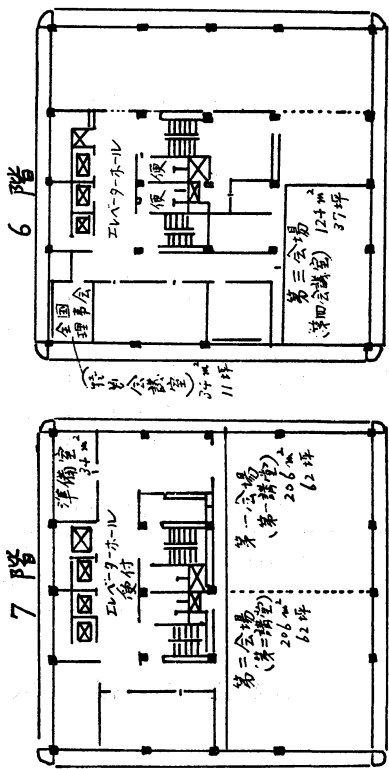 6 階
エレベーターホール
便
便
全国
理事会
(特別会議室)
34m²
11坪
第三会場
(第四会議室)
124m²
37坪
7 階
準備室
34m²
エレベーターホール
便付
第一会場
(第一講堂)
206m²
62坪
第二会場
(第二講堂)
206m²
62坪